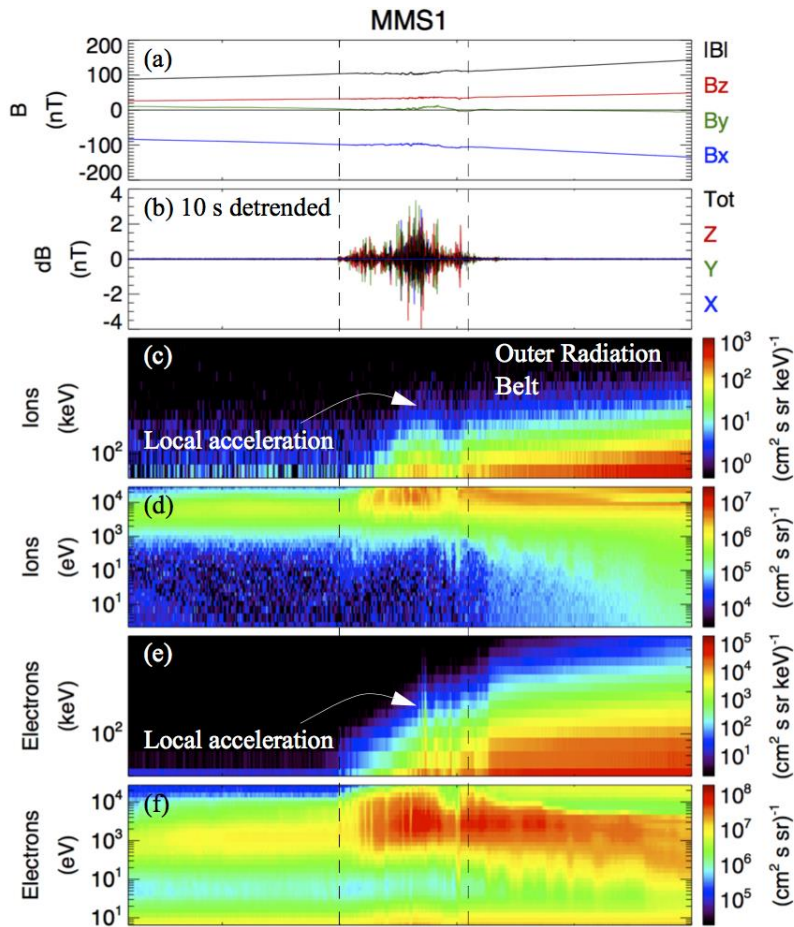 MMS1
200
100
0
-100
-200
B
(nT)
(a)
|B|
Bz
By
Bx
4
2
0
-2
-4
dB
(nT)
(b) 10 s detrended
Tot
Z
Y
X
Ions
(keV)
10²
(c)
Outer Radiation
Belt
Local acceleration
10³
10²
10¹
10⁰
(cm² s sr keV)⁻¹
Ions
(eV)
10⁴
10³
10¹
10¹
(d)
10⁷
10⁶
10⁵
10⁴
(cm² s sr)⁻¹
Electrons
(keV)
10²
(e)
Local acceleration
10⁵
10⁴
10³
10²
10¹
(cm² s sr keV)⁻¹
Electrons
(eV)
10⁴
10³
10¹
10¹
(f)
10⁸
10⁷
10⁶
10⁵
(cm² s sr)⁻¹